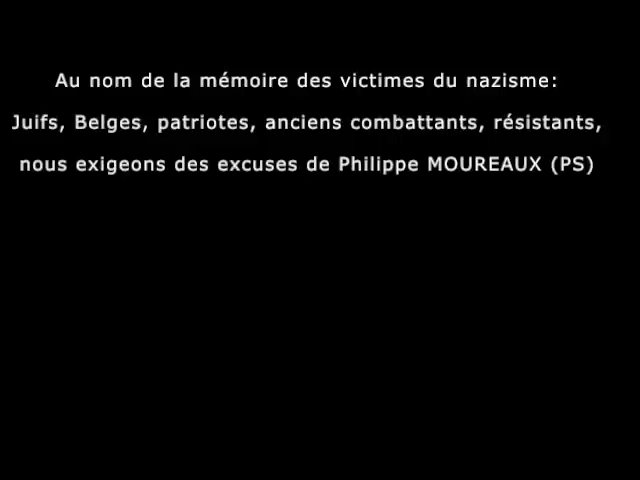 Au nom de la mémoire des victimes du nazisme:
Juifs, Belges, patriotes, anciens combattants, résistants,
nous exigeons des excuses de Philippe MOUREAUX (PS)